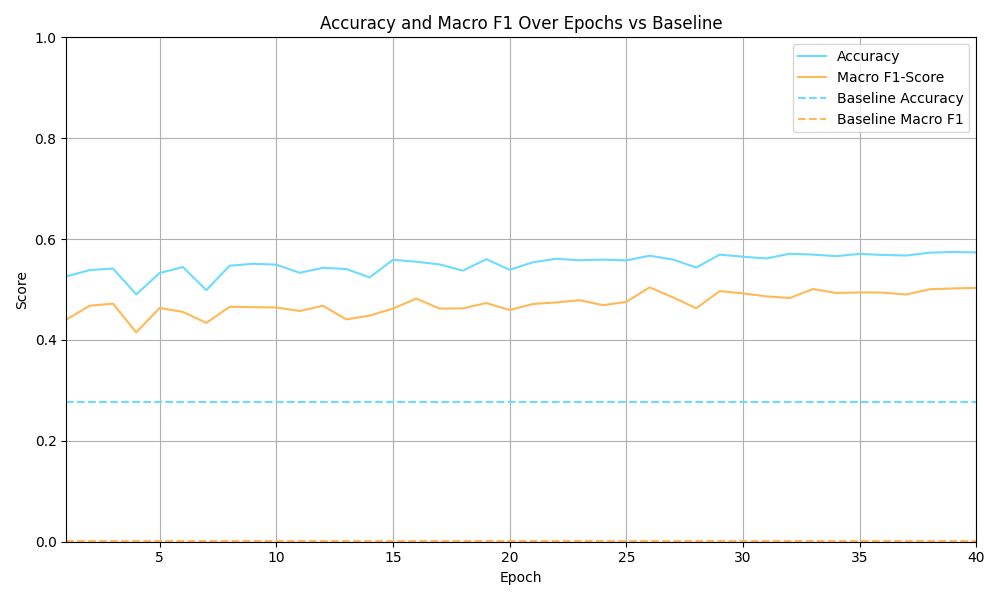 Accuracy and Macro F1 Over Epochs vs Baseline
Accuracy
Macro F1-Score
Baseline Accuracy
Baseline Macro F1
Score
1.0
0.8
0.6
0.4
0.2
0.0
5 10 15 20 25 30 35 40
Epoch